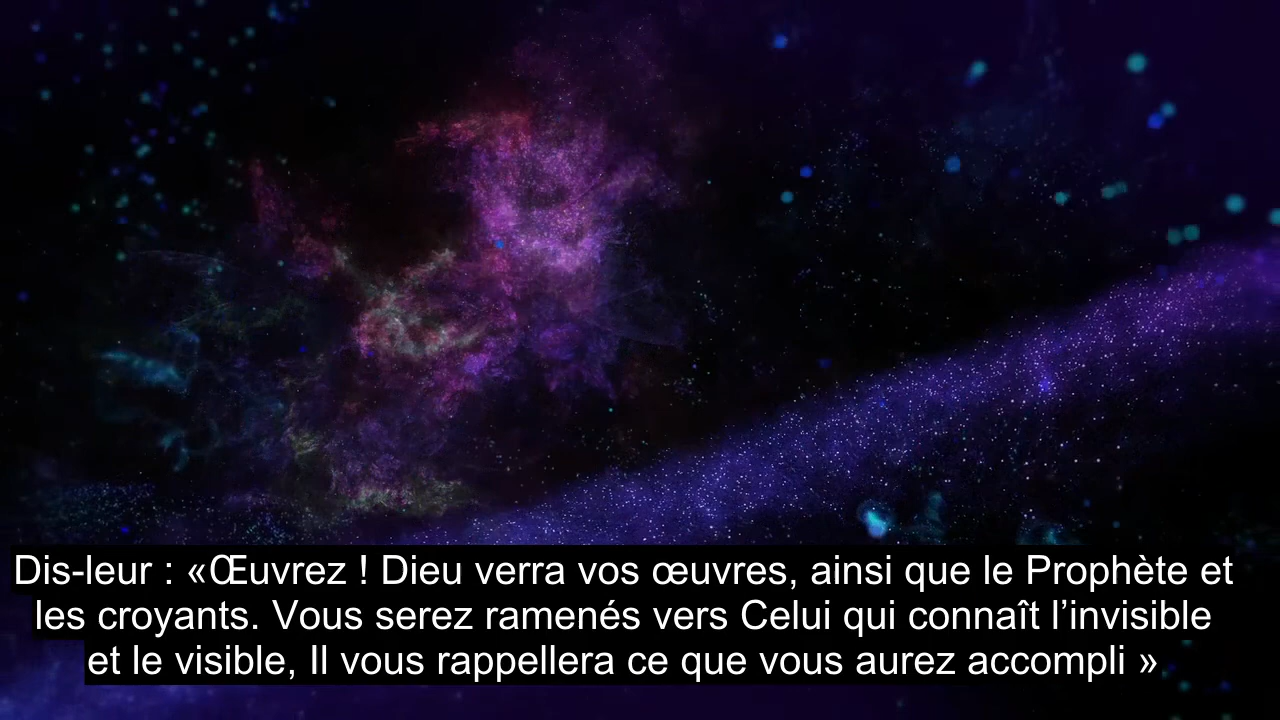 Dis-leur : «Œuvrez ! Dieu verra vos œuvres, ainsi que le Prophète et
les croyants. Vous serez ramenés vers Celui qui connaît l’invisible
et le visible, Il vous rappellera ce que vous aurez accompli »